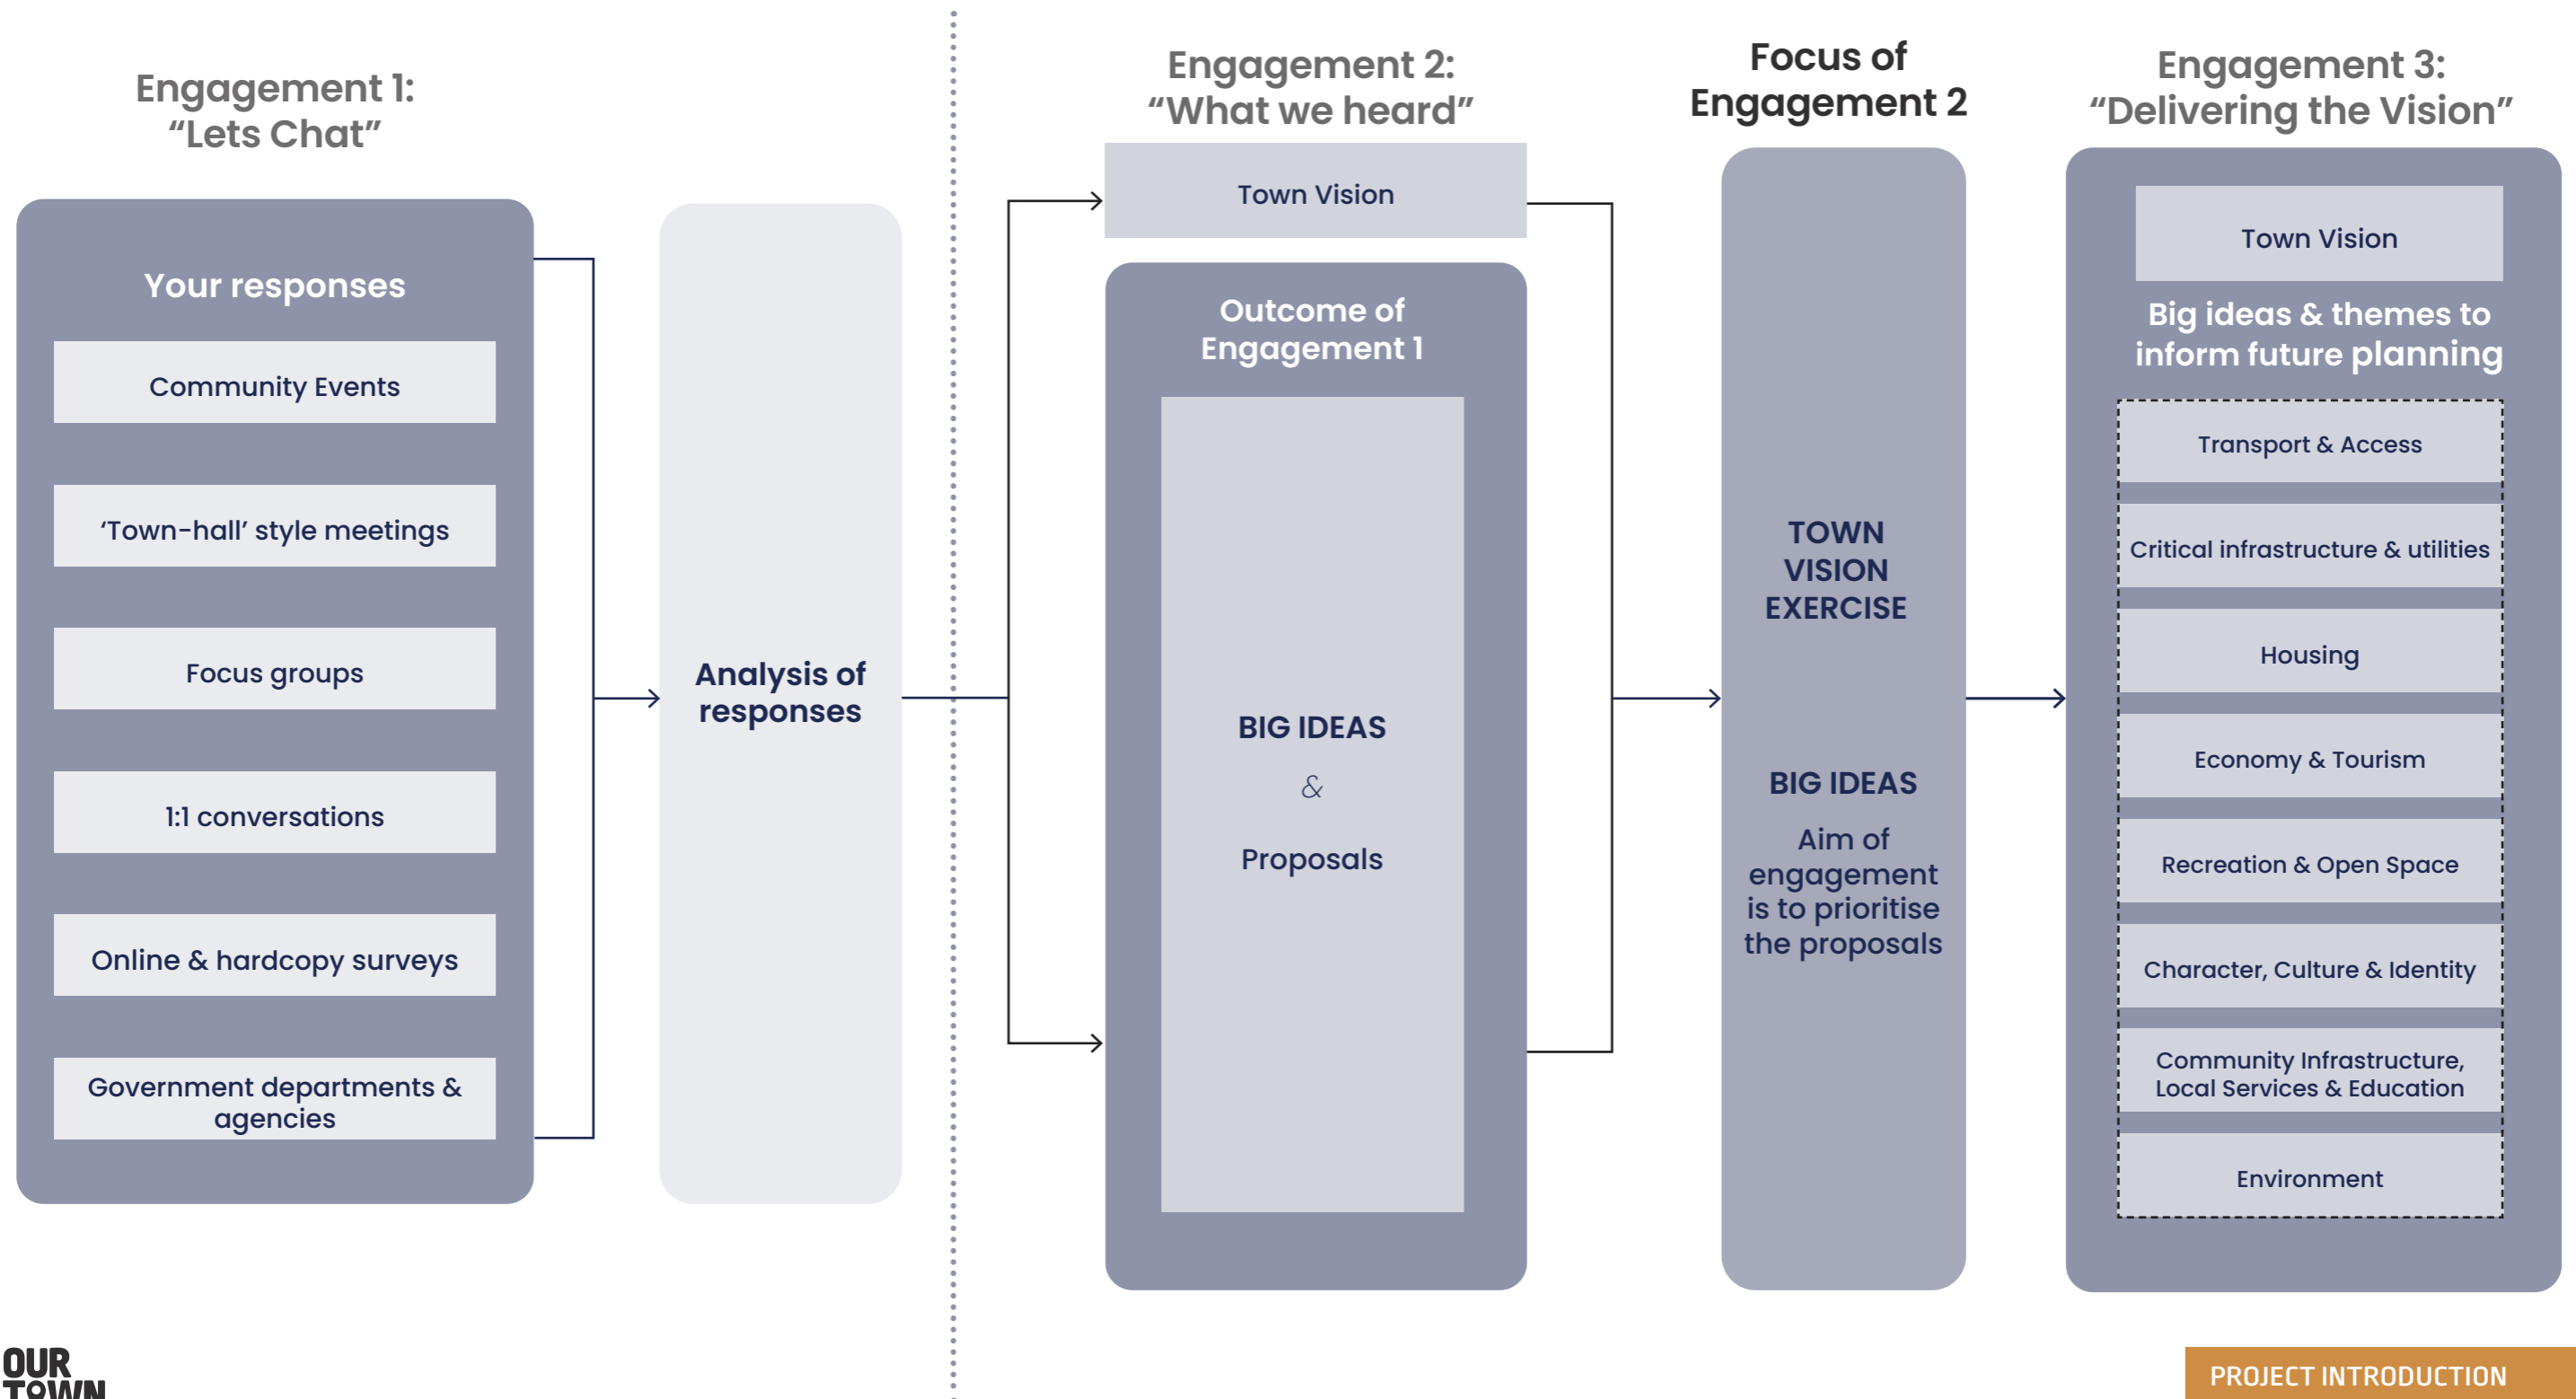 Engagement 1:
“Lets Chat”
Your responses
Community Events
‘Town-hall’ style meetings
Focus groups
1:1 conversations
Online & hardcopy surveys
Government departments &
agencies
Analysis of
responses
Engagement 2:
“What we heard”
Town Vision
Outcome of
Engagement 1
BIG IDEAS
&
Proposals
Focus of
Engagement 2
TOWN
VISION
EXERCISE
BIG IDEAS
Aim of
engagement
is to prioritise
the proposals
Engagement 3:
“Delivering the Vision”
Town Vision
Big ideas & themes to
inform future planning
Transport & Access
Critical infrastructure & utilities
Housing
Economy & Tourism
Recreation & Open Space
Character, Culture & Identity
Community Infrastructure,
Local Services & Education
Environment
OUR
TOWN
PROJECT INTRODUCTION